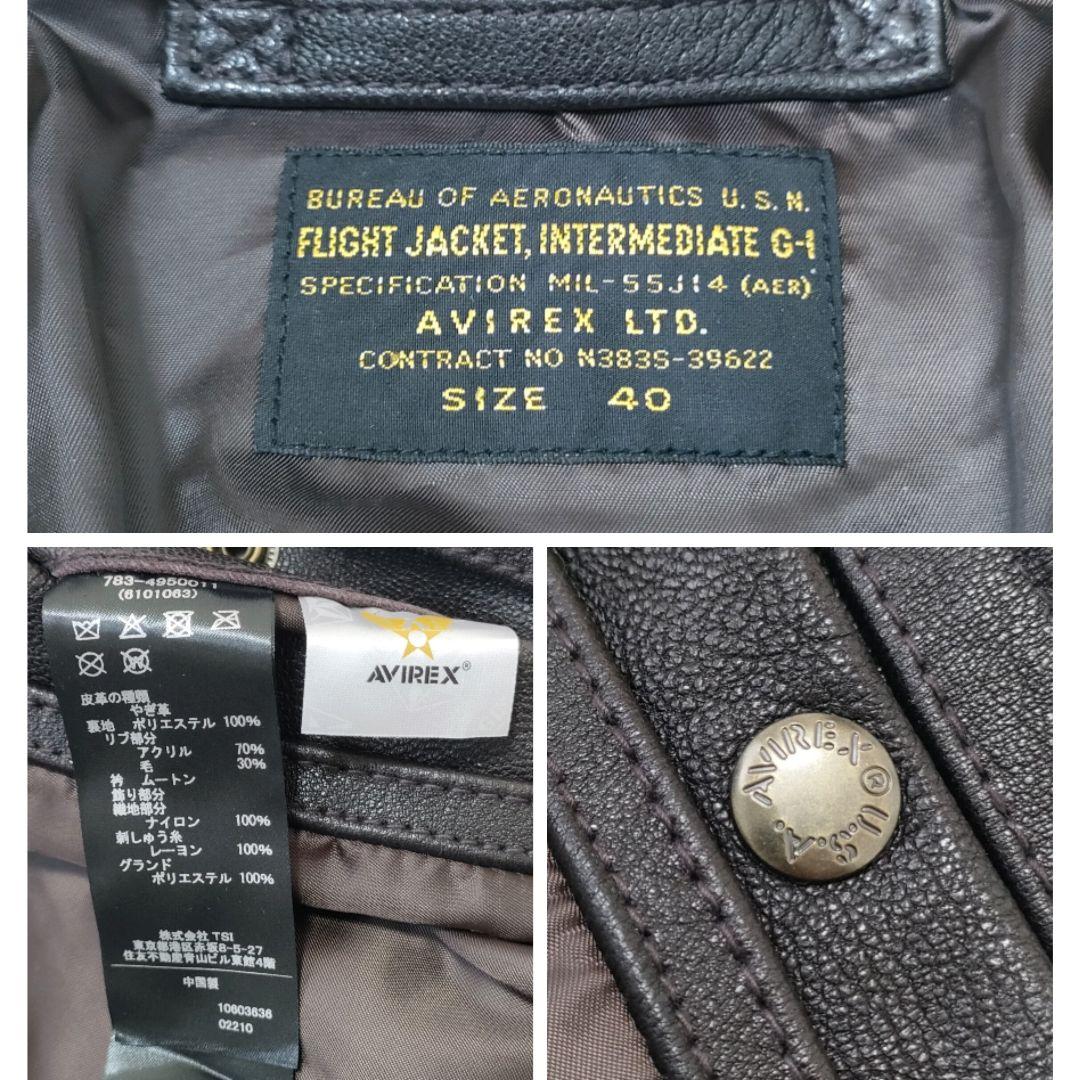 BUREAU OF AERONAUTICS U.S.N.
FLIGHT JACKET, INTERMEDIATE G-1
SPECIFICATION MIL-55J14 (AER)
AVIREX LTD.
CONTRACT NO N383S-39622
SIZE 40
783-4950011
(6101063)
皮革の種類
やぎ革
裏地 ポリエステル 100%
リブ部分
アクリル 70%
毛 30%
衿 ムートン
飾り部分
織地部分
ナイロン 100%
刺しゅう糸
レーヨン 100%
グランド
ポリエステル 100%
株式会社 TSI
東京都港区赤坂8-5-27
住友不動産青山ビル東館4階
中国製
10603636
02210
AVIREX®
AVIREX® U.S.A.